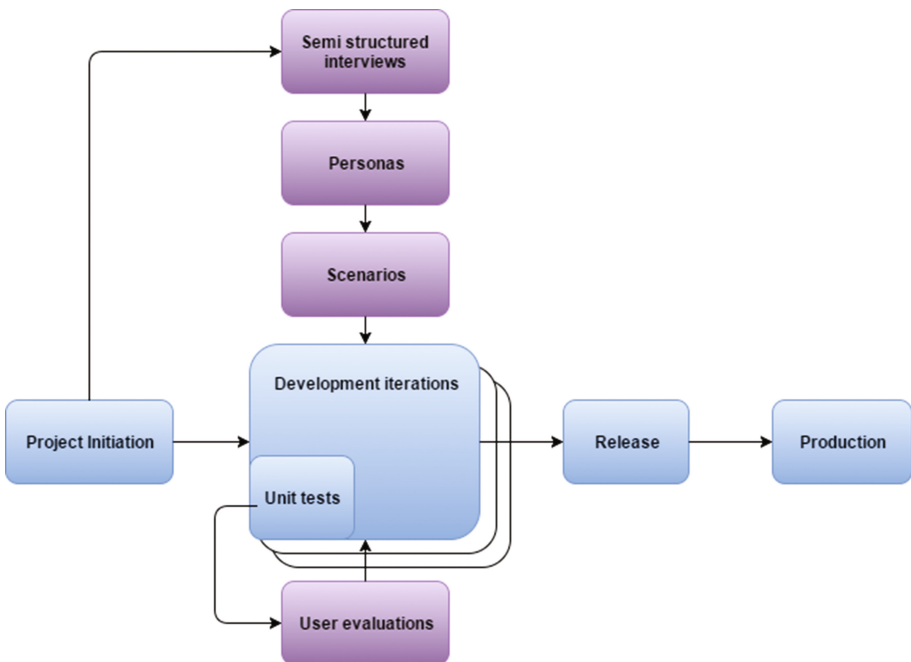 Semi structured
interviews
Personas
Scenarios
Development iterations
Project Initiation
Release
Production
Unit tests
User evaluations